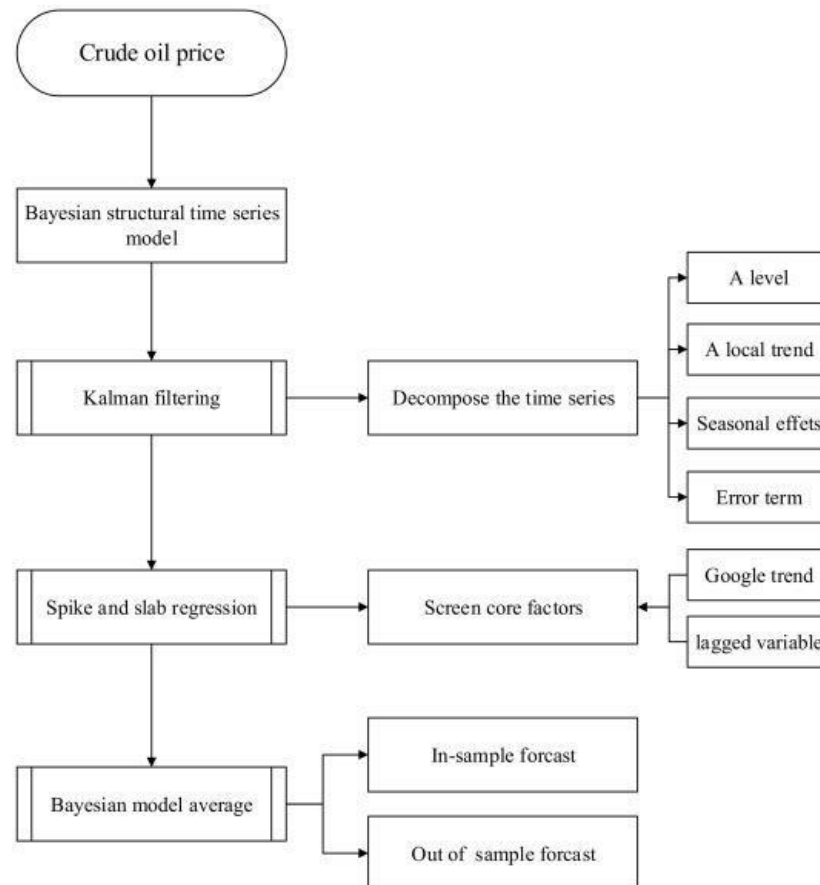 Crude oil price
Bayesian structural time series
model
A level
A local trend
Kalman filtering
Decompose the time series
Seasonal effets
Error term
Google trend
Spike and slab regression
Screen core factors
lagged variable
In-sample forcast
Bayesian model average
Out of sample forcast